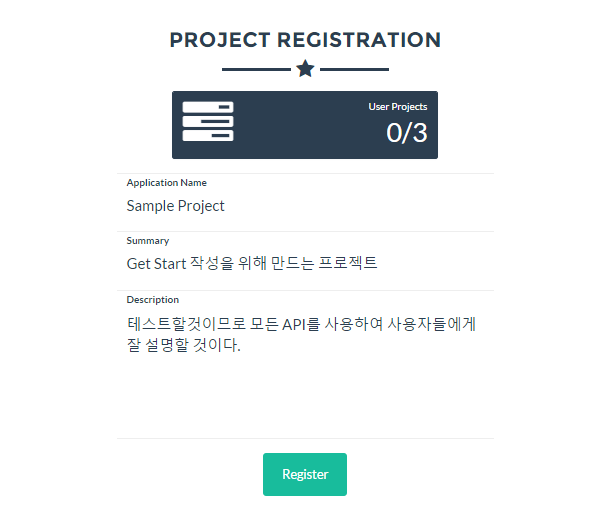 PROJECT REGISTRATION
User Projects
0/3
Application Name
Sample Project
Summary
Get Start 작성을 위해 만드는 프로젝트
Description
테스트할것이므로 모든 API를 사용하여 사용자들에게
잘 설명할 것이다.
Register